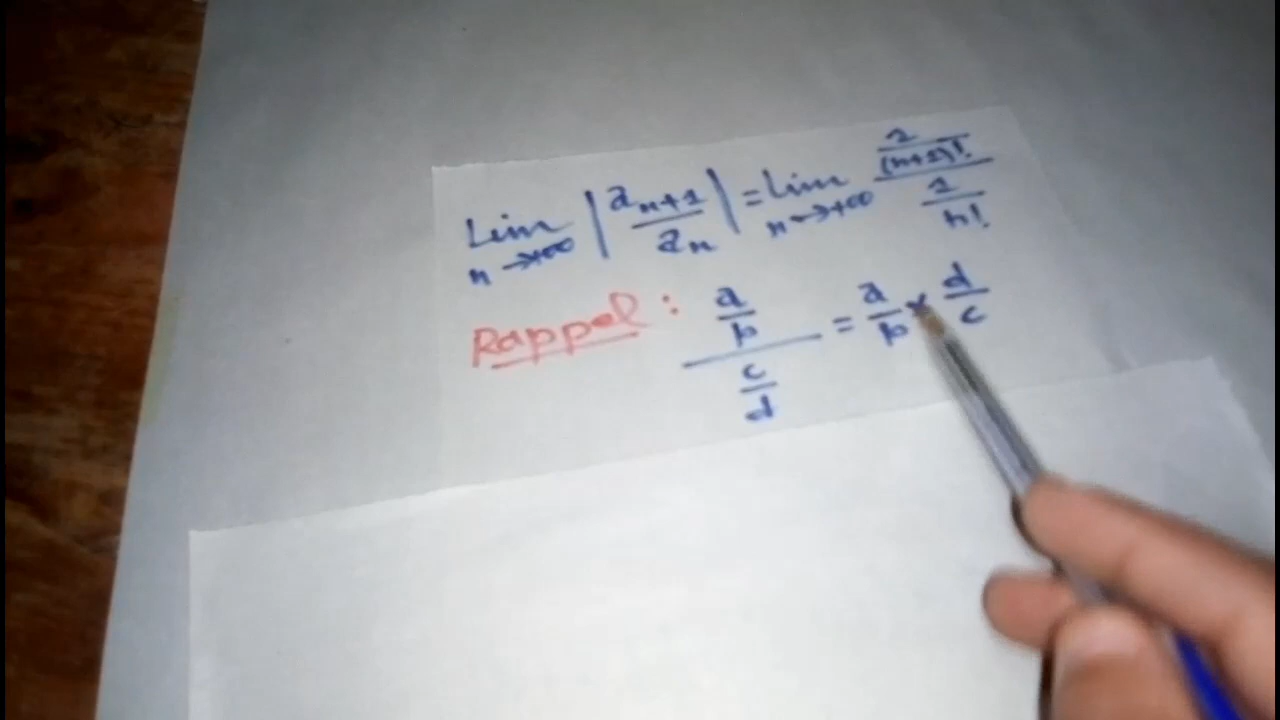 Lim n→+∞ |a_{n+1}/a_n| = Lim n→+∞ (1/(n+1)!)/(1/n!)
Rappel : (a/b)/(c/d) = a/b × d/c